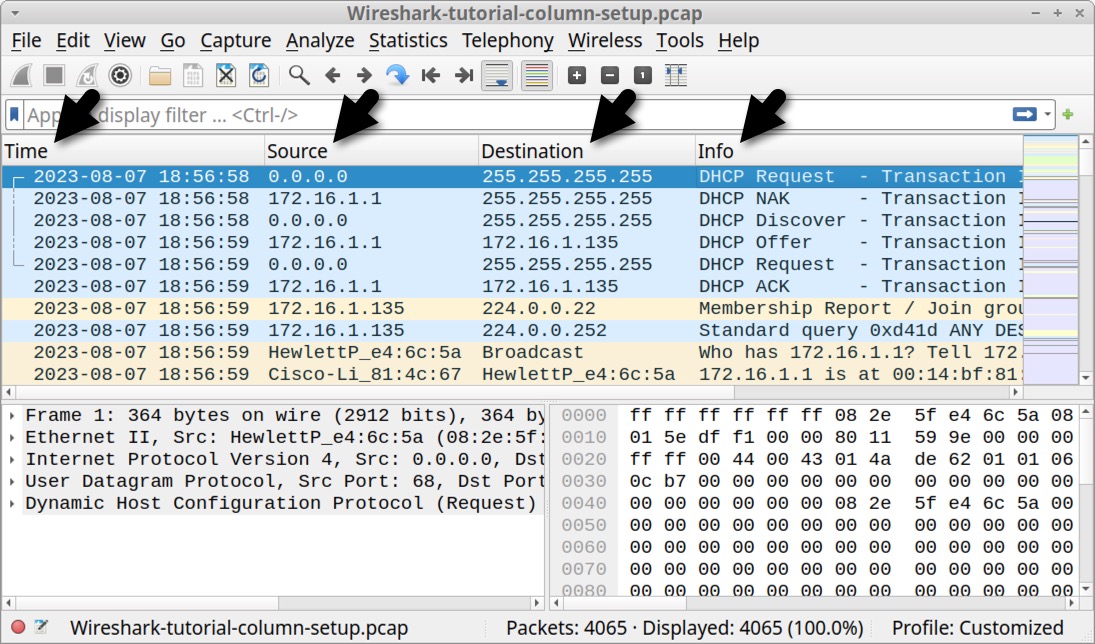 Wireshark-tutorial-column-setup.pcap
File Edit View Go Capture Analyze Statistics Telephony Wireless Tools Help
display filter ... <Ctrl-/>
Time Source Destination Info
2023-08-07 18:56:58 0.0.0.0 255.255.255.255 DHCP Request - Transaction
2023-08-07 18:56:58 172.16.1.1 255.255.255.255 DHCP NAK - Transaction
2023-08-07 18:56:58 0.0.0.0 255.255.255.255 DHCP Discover - Transaction
2023-08-07 18:56:59 172.16.1.1 172.16.1.135 DHCP Offer - Transaction
2023-08-07 18:56:59 0.0.0.0 255.255.255.255 DHCP Request - Transaction
2023-08-07 18:56:59 172.16.1.1 172.16.1.135 DHCP ACK - Transaction
2023-08-07 18:56:59 172.16.1.135 224.0.0.22 Membership Report / Join grou
2023-08-07 18:56:59 172.16.1.135 224.0.0.252 Standard query 0xd41d ANY DES
2023-08-07 18:56:59 HewlettP_e4:6c:5a Broadcast Who has 172.16.1.1? Tell 172.
2023-08-07 18:56:59 Cisco-Li_81:4c:67 HewlettP_e4:6c:5a 172.16.1.1 is at 00:14:bf:81:
Frame 1: 364 bytes on wire (2912 bits), 364 by
Ethernet II, Src: HewlettP_e4:6c:5a (08:2e:5f:
Internet Protocol Version 4, Src: 0.0.0.0, Dst
User Datagram Protocol, Src Port: 68, Dst Port
Dynamic Host Configuration Protocol (Request)
0000 ff ff ff ff ff ff 08 2e 5f e4 6c 5a 08
0010 01 5e df f1 00 00 80 11 59 9e 00 00 00
0020 ff ff 00 44 00 43 01 4a de 62 01 01 06
0030 0c b7 00 00 00 00 00 00 00 00 00 00 00
0040 00 00 00 00 00 00 08 2e 5f e4 6c 5a 00
0050 00 00 00 00 00 00 00 00 00 00 00 00 00
0060 00 00 00 00 00 00 00 00 00 00 00 00 00
0070 00 00 00 00 00 00 00 00 00 00 00 00 00
0080 00 00 00 00 00 00 00 00 00 00 00 00 00
Wireshark-tutorial-column-setup.pcap Packets: 4065 · Displayed: 4065 (100.0%) Profile: Customized